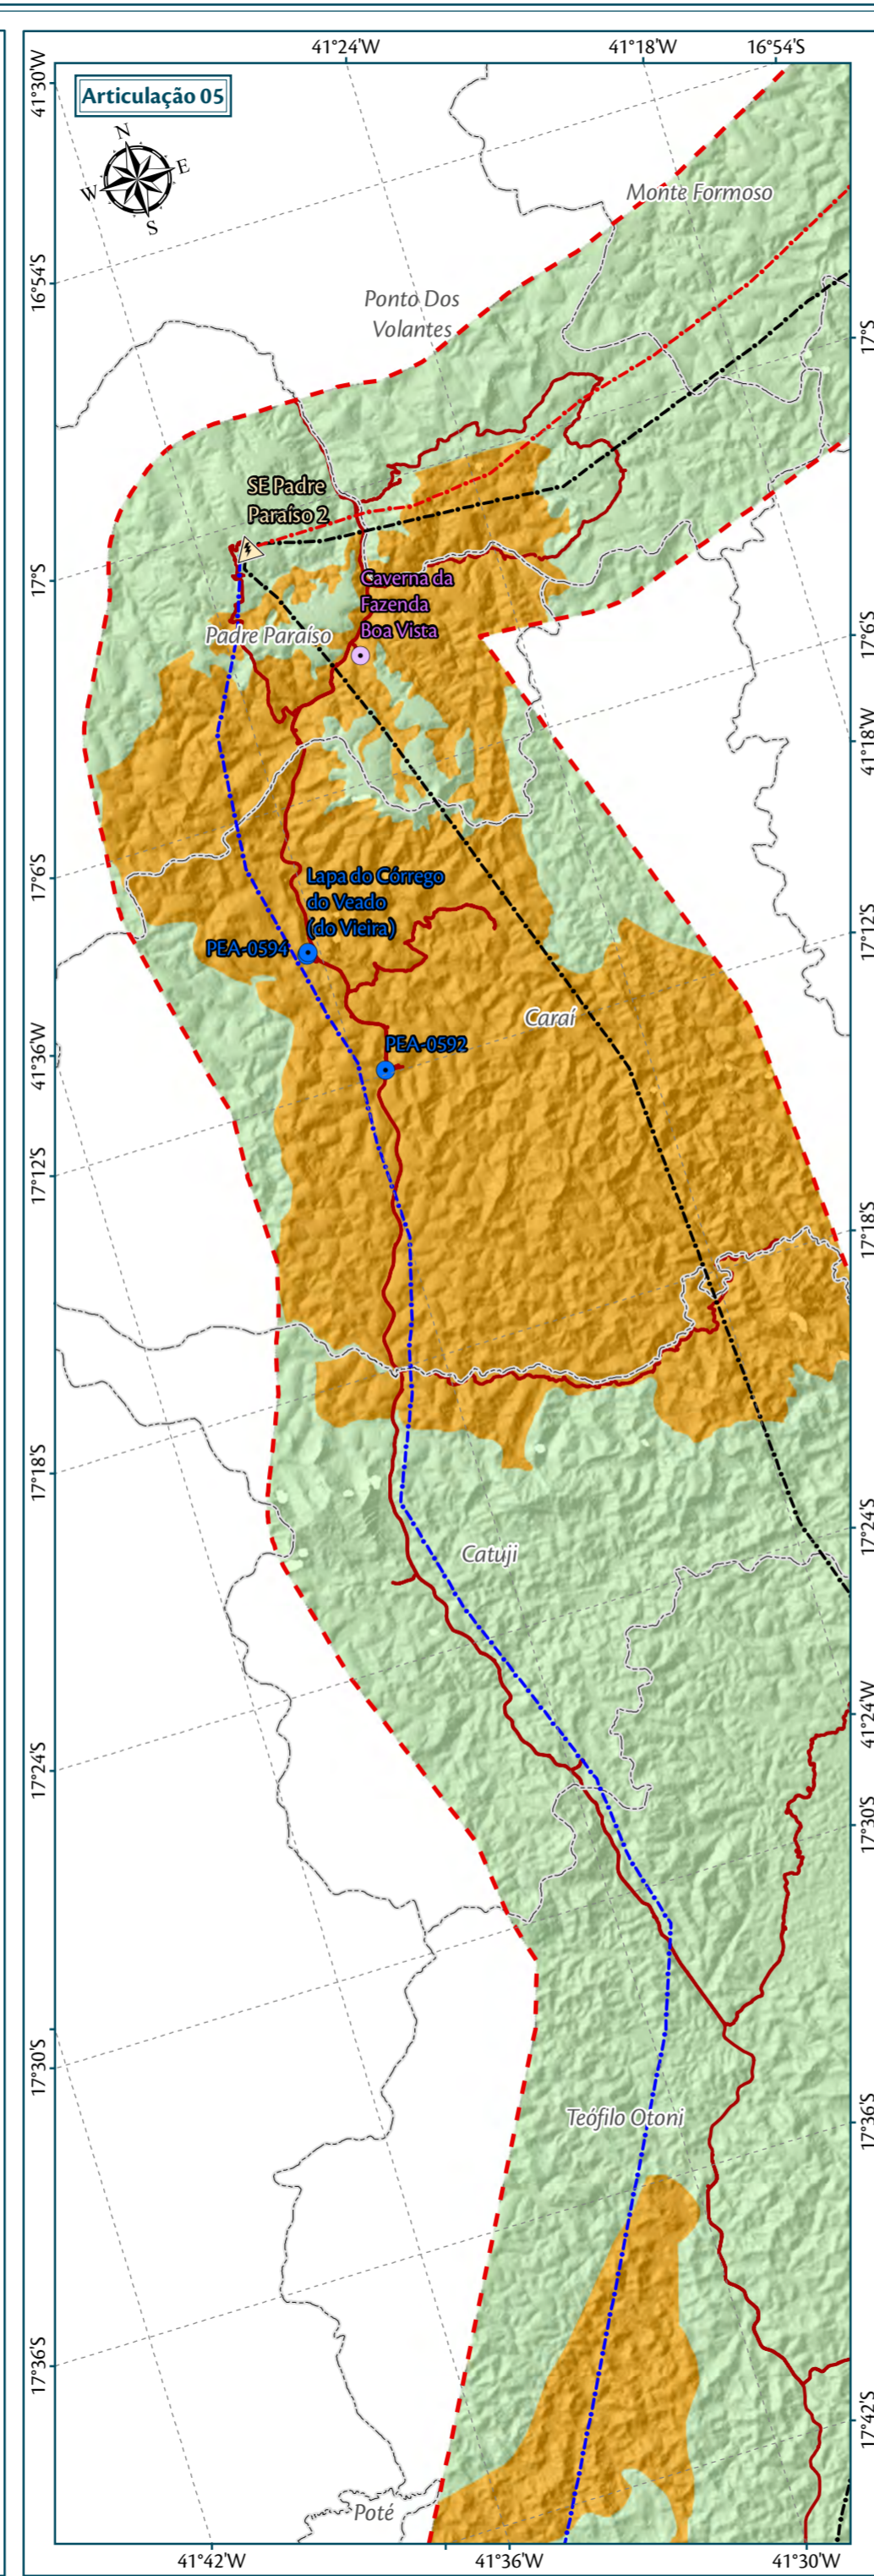 41°24'W
41°18'W
16°54'S
41°30'W
Articulação 05
N
E
W
S
Monte Formoso
16°54'S
Ponto Dos
Volantes
17°S
SE Padre
Paraíso 2
17°S
Caverna da
Fazenda
Boa Vista
Padre Paraíso
17°6'S
41°18'W
17°6'S
Lapa do Córrego
do Veado
(do Vieira)
PEA-0594
17°12'S
Caraí
41°36'W
PEA-0592
17°12'S
17°18'S
17°18'S
17°24'S
Catuji
41°24'W
17°24'S
17°30'S
17°30'S
Teófilo Otoni
17°36'S
17°36'S
17°42'S
Poté
41°42'W
41°36'W
41°30'W